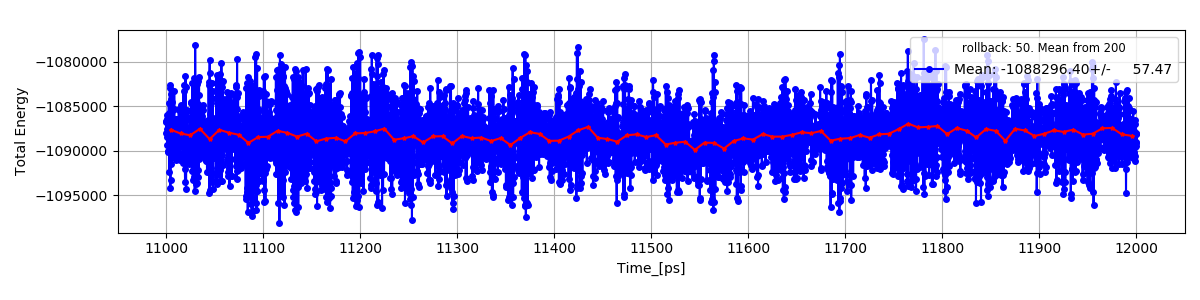 rollback: 50. Mean from 200
Mean: -1088296.40+/- 57.47
Total Energy
−1080000
−1085000
−1090000
−1095000
11000 11100 11200 11300 11400 11500 11600 11700 11800 11900 12000
Time_[ps]